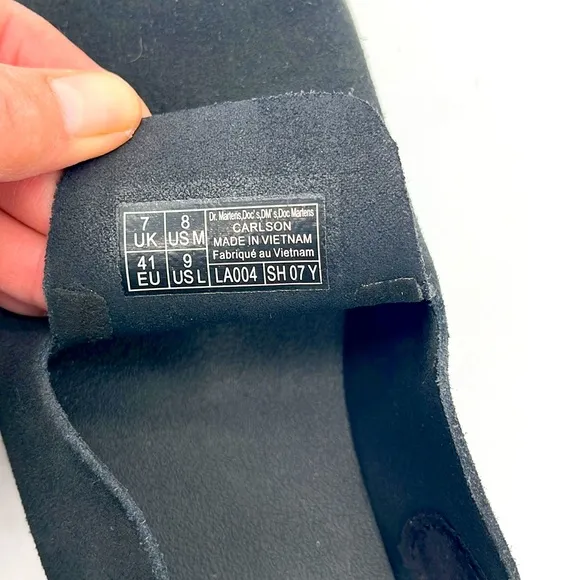 7 UK
8 US M
41 EU
9 US L
Dr. Martens,Doc's,DM's,Doc Martens
CARLSON
MADE IN VIETNAM
Fabriqué au Vietnam
LA004
SH 07 Y